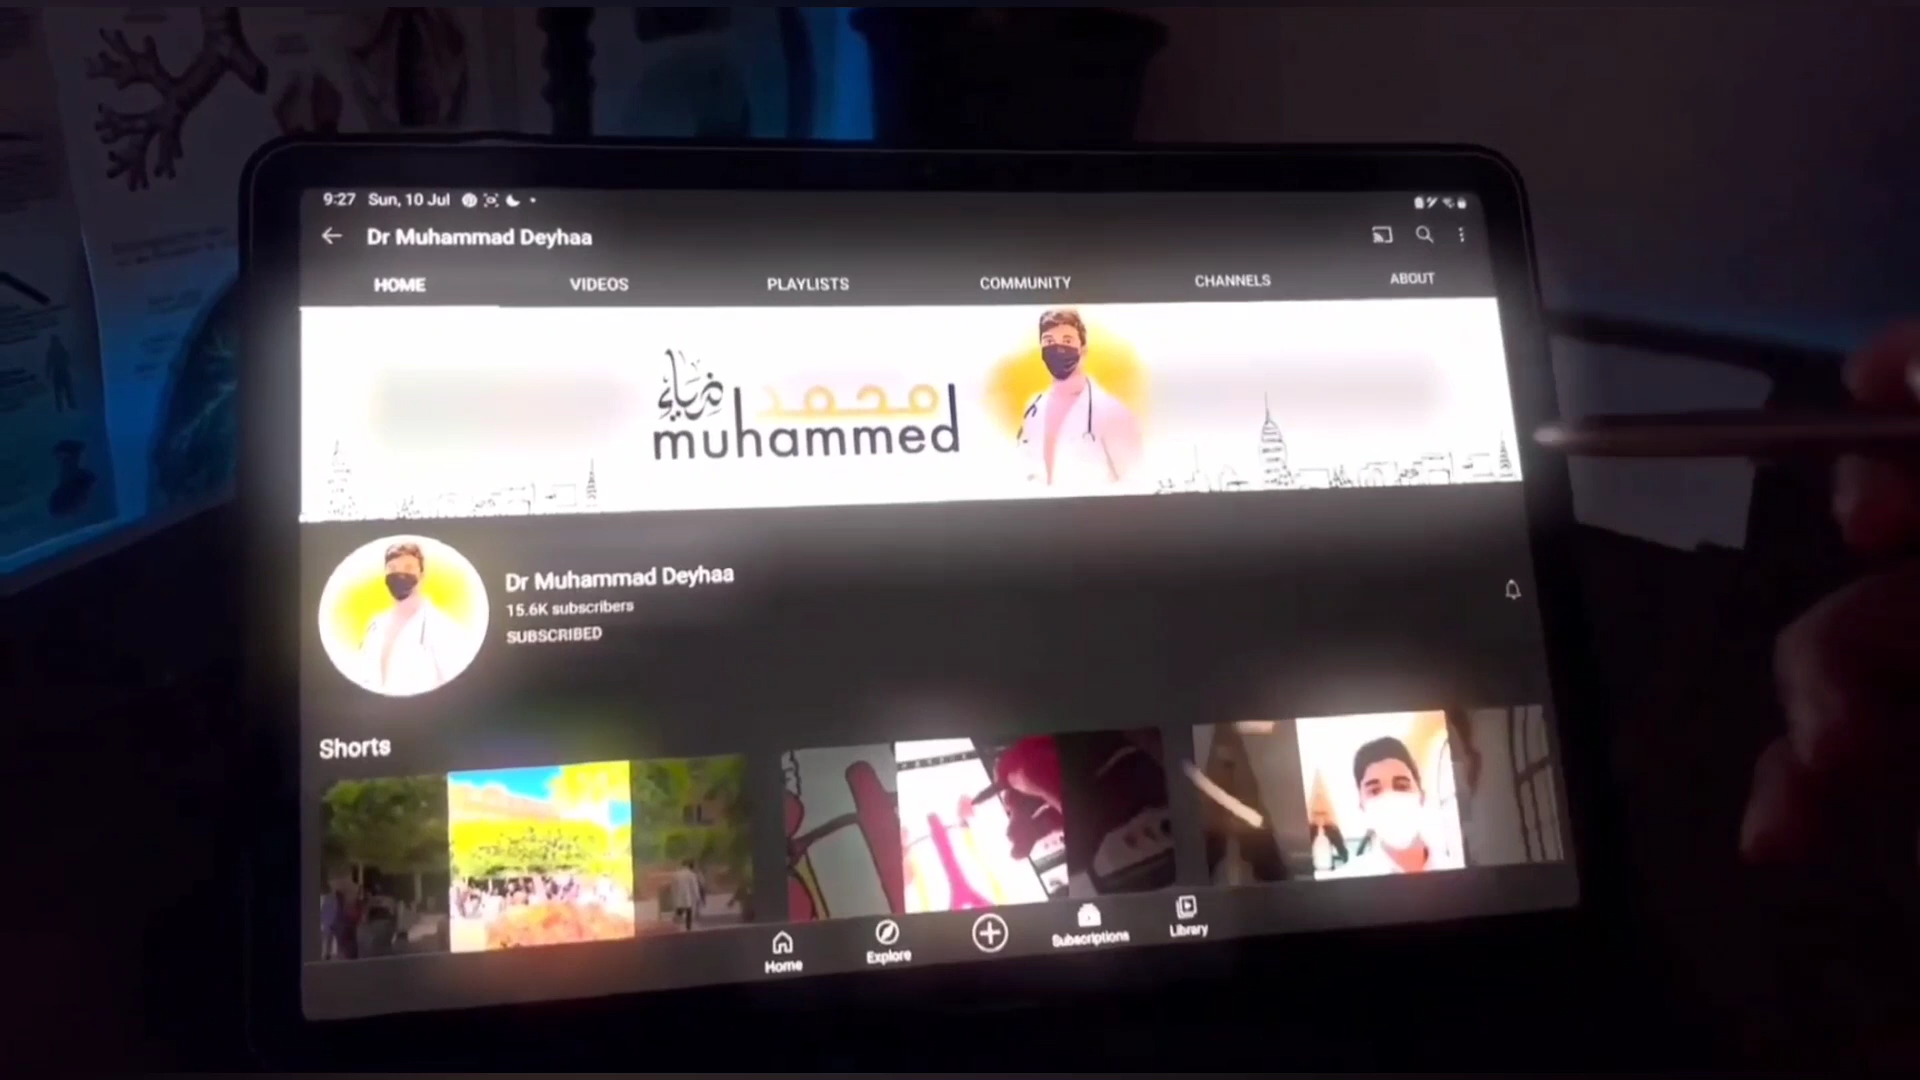 9:27 Sun, 10 Jul
Dr Muhammad Deyhaa
HOME VIDEOS PLAYLISTS COMMUNITY CHANNELS ABOUT
ضياء محمد
muhammed
Dr Muhammad Deyhaa
15.6K subscribers
SUBSCRIBED
Shorts
Home Explore Subscriptions Library